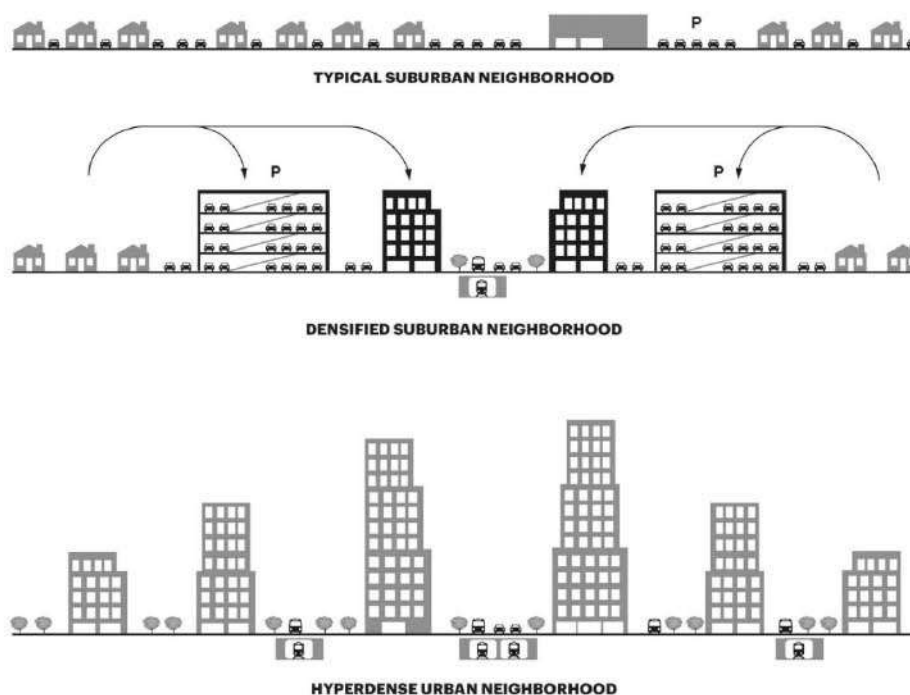 P
TYPICAL SUBURBAN NEIGHBORHOOD
P
P
DENSIFIED SUBURBAN NEIGHBORHOOD
HYPERDENSE URBAN NEIGHBORHOOD